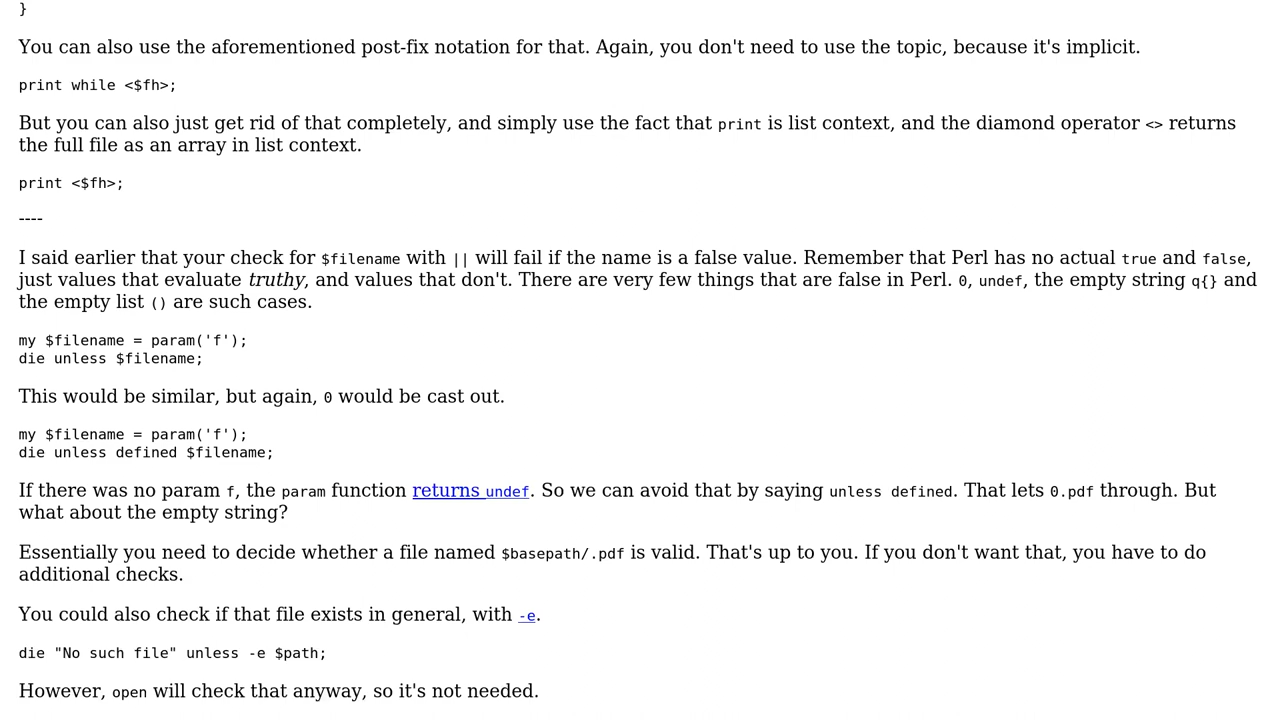 }
You can also use the aforementioned post-fix notation for that. Again, you don't need to use the topic, because it's implicit.
print while <$fh>;
But you can also just get rid of that completely, and simply use the fact that print is list context, and the diamond operator <> returns
the full file as an array in list context.
print <$fh>;
----
I said earlier that your check for $filename with || will fail if the name is a false value. Remember that Perl has no actual true and false,
just values that evaluate truthy, and values that don't. There are very few things that are false in Perl. 0, undef, the empty string q{} and
the empty list () are such cases.
my $filename = param('f');
die unless $filename;
This would be similar, but again, 0 would be cast out.
my $filename = param('f');
die unless defined $filename;
If there was no param f, the param function returns undef. So we can avoid that by saying unless defined. That lets 0.pdf through. But
what about the empty string?
Essentially you need to decide whether a file named $basepath/.pdf is valid. That's up to you. If you don't want that, you have to do
additional checks.
You could also check if that file exists in general, with -e.
die "No such file" unless -e $path;
However, open will check that anyway, so it's not needed.